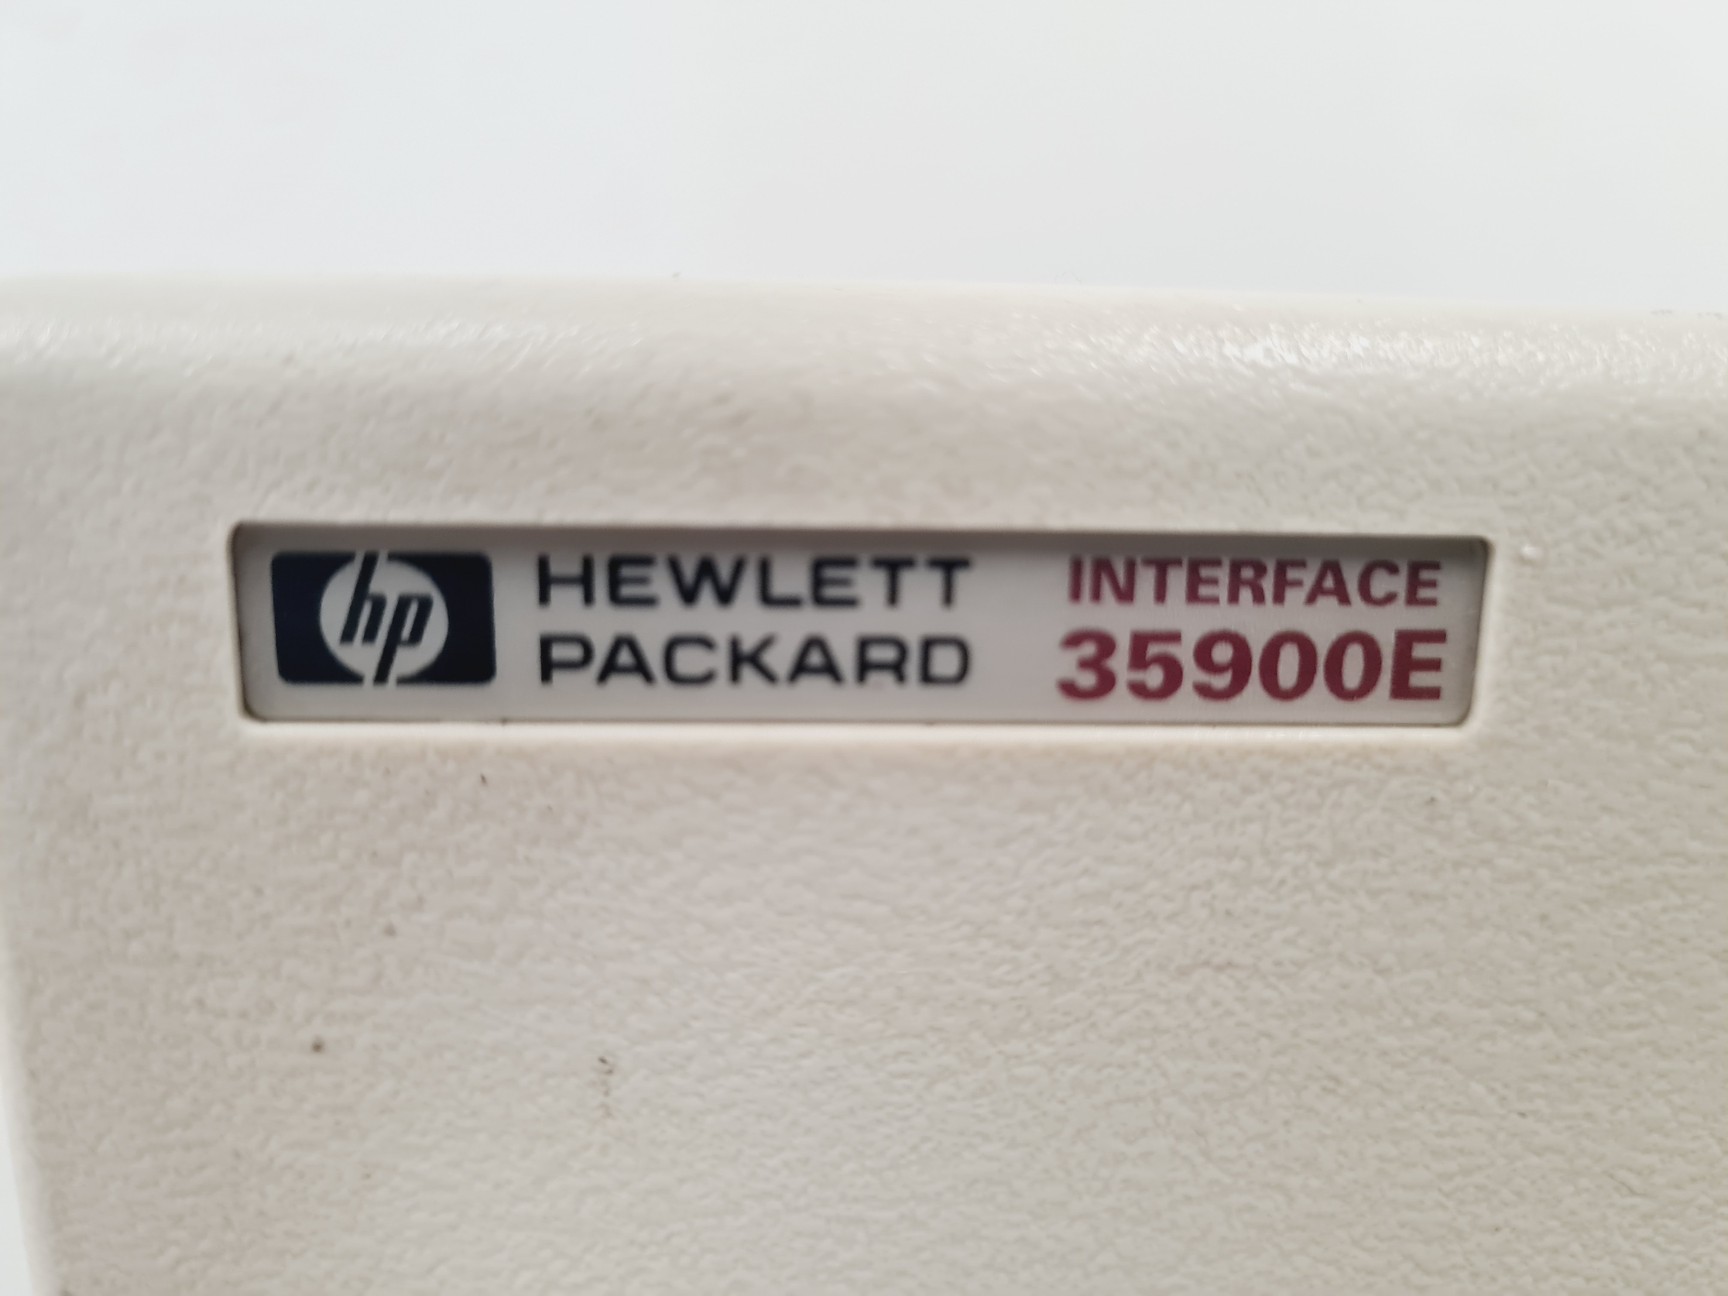 hp HEWLETT PACKARD
INTERFACE
35900E